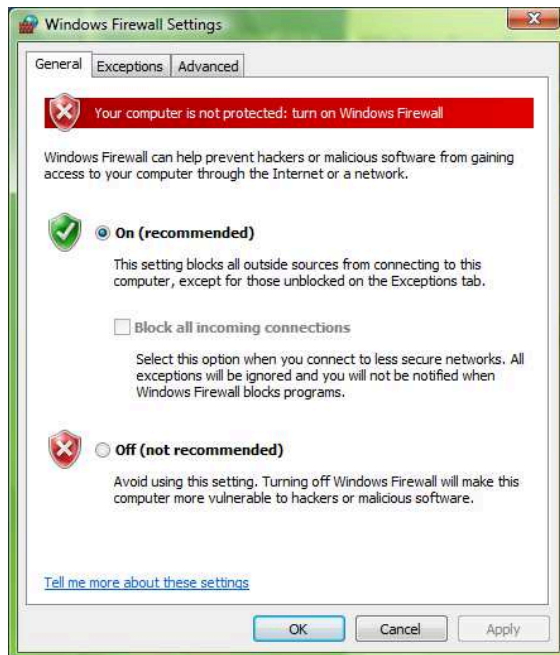 Windows Firewall Settings
General Exceptions Advanced
Your computer is not protected: turn on Windows Firewall
Windows Firewall can help prevent hackers or malicious software from gaining
access to your computer through the Internet or a network.
On (recommended)
This setting blocks all outside sources from connecting to this
computer, except for those unblocked on the Exceptions tab.
Block all incoming connections
Select this option when you connect to less secure networks. All
exceptions will be ignored and you will not be notified when
Windows Firewall blocks programs.
Off (not recommended)
Avoid using this setting. Turning off Windows Firewall will make this
computer more vulnerable to hackers or malicious software.
Tell me more about these settings
OK Cancel Apply